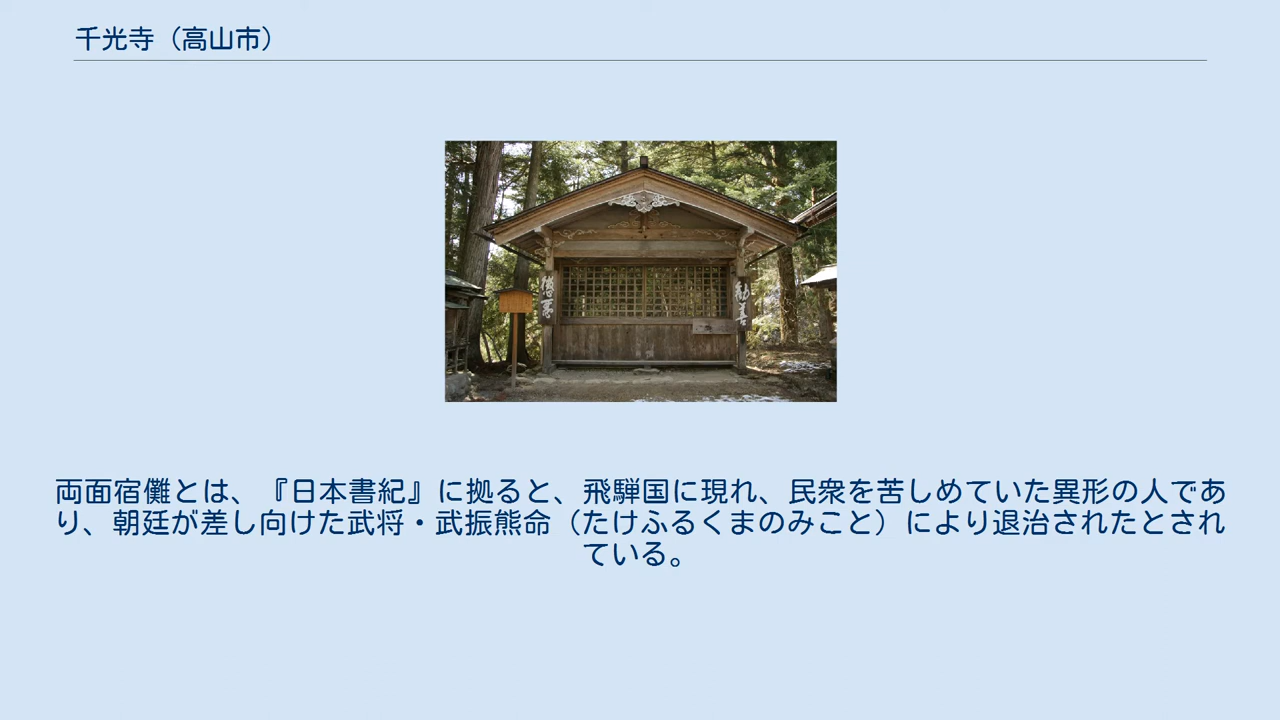 千光寺（高山市）
勧善
両面宿儺とは、『日本書紀』に拠ると、飛騨国に現れ、民衆を苦しめていた異形の人であ
り、朝廷が差し向けた武将・武振熊命（たけふるくまのみこと）により退治されたとされ
ている。